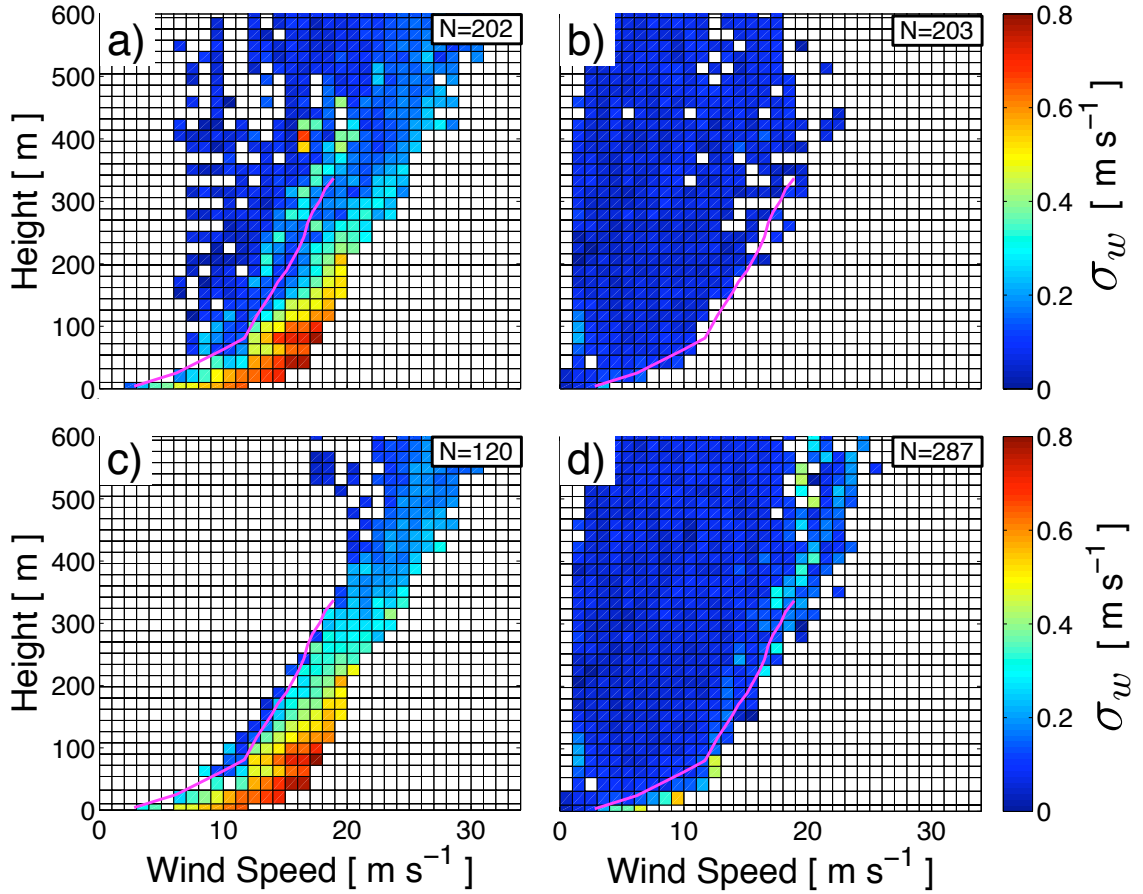 a)
N=202
600
500
400
300
200
100
0
Height [ m ]
b)
N=203
0.8
0.6
0.4
0.2
0
σw [ m s−1 ]
c)
N=120
600
500
400
300
200
100
0
Height [ m ]
0 10 20 30
Wind Speed [ m s−1 ]
d)
N=287
0 10 20 30
Wind Speed [ m s−1 ]
0.8
0.6
0.4
0.2
0
σw [ m s−1 ]